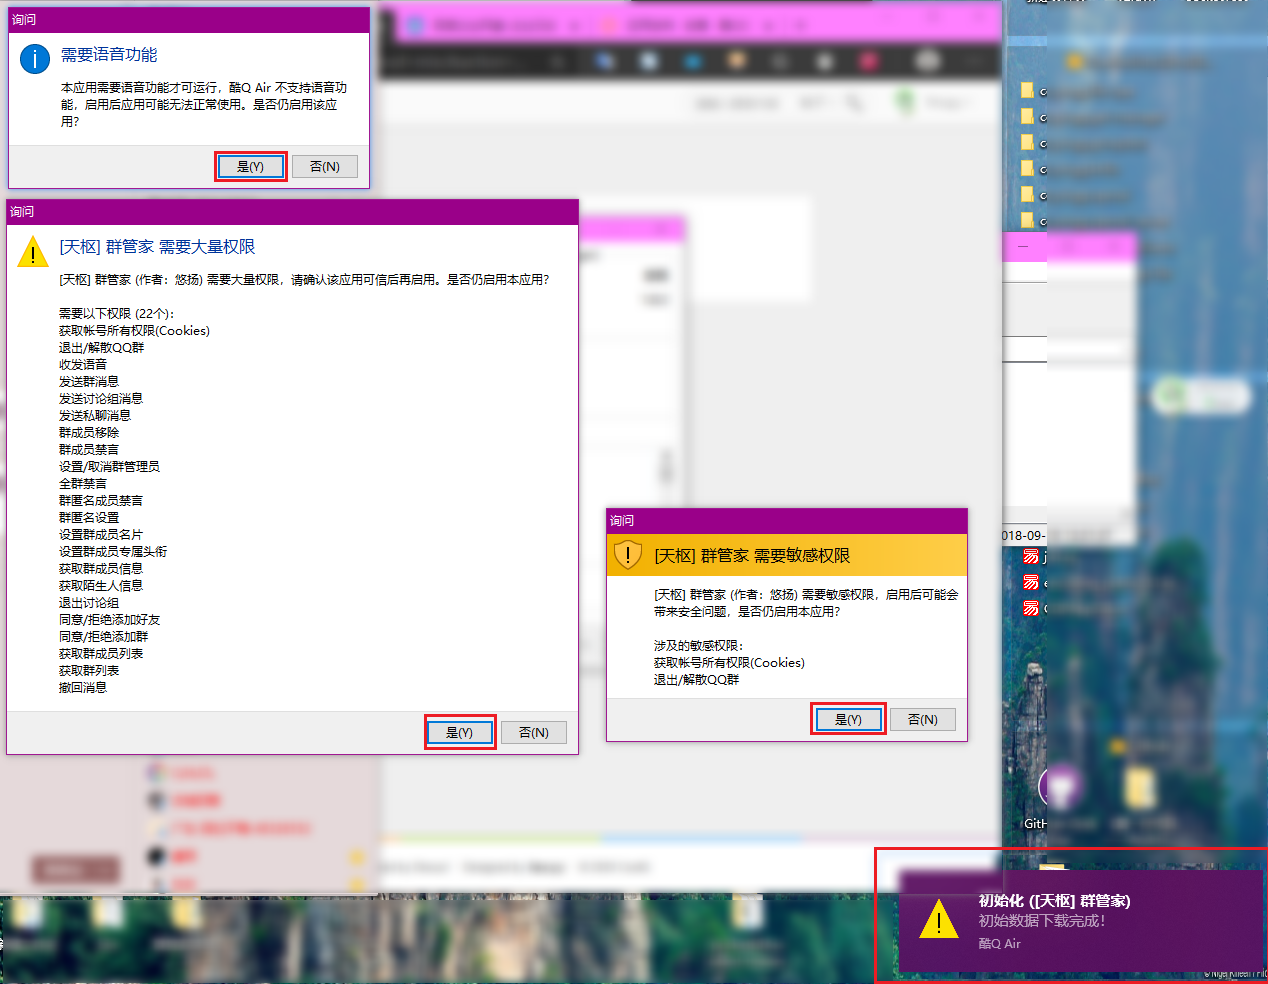 询问
需要语音功能
本应用需要语音功能才可运行，酷Q Air 不支持语音功
能，启用后应用可能无法正常使用。是否仍启用该应
用？
是(Y)
否(N)
询问
[天枢] 群管家 需要大量权限
[天枢] 群管家 (作者：悠扬) 需要大量权限，请确认该应用可信后再启用。是否仍启用本应用？
需要以下权限 (22个)：
获取帐号所有权限(Cookies)
退出/解散QQ群
收发语音
发送群消息
发送讨论组消息
发送私聊消息
群成员移除
群成员禁言
设置/取消群管理员
全群禁言
群匿名成员禁言
群匿名设置
设置群成员名片
设置群成员专属头衔
获取群成员信息
获取陌生人信息
退出讨论组
同意/拒绝添加好友
同意/拒绝添加群
获取群成员列表
获取群列表
撤回消息
是(Y)
否(N)
询问
[天枢] 群管家 需要敏感权限
[天枢] 群管家 (作者：悠扬) 需要敏感权限，启用后可能会
带来安全问题，是否仍启用本应用？
涉及的敏感权限：
获取帐号所有权限(Cookies)
退出/解散QQ群
是(Y)
否(N)
018-09-
GitH
初始化 ([天枢] 群管家)
初始数据下载完成！
酷Q Air